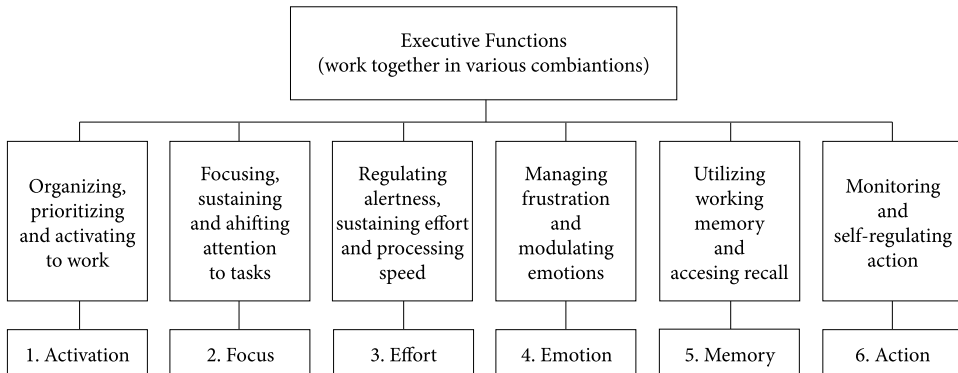 Executive Functions
(work together in various combiantions)
Organizing,
prioritizing
and activating
to work
Focusing,
sustaining
and ahifting
attention
to tasks
Regulating
alertness,
sustaining effort
and processing
speed
Managing
frustration
and
modulating
emotions
Utilizing
working
memory
and
accesing recall
Monitoring
and
self-regulating
action
1. Activation
2. Focus
3. Effort
4. Emotion
5. Memory
6. Action